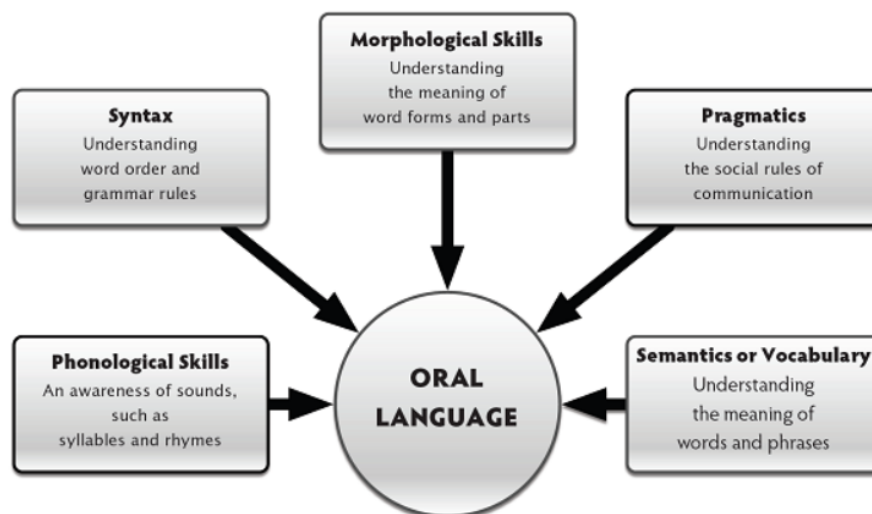 Morphological Skills
Understanding
the meaning of
word forms and parts
Syntax
Understanding
word order and
grammar rules
Pragmatics
Understanding
the social rules of
communication
Phonological Skills
An awareness of sounds,
such as
syllables and rhymes
ORAL
LANGUAGE
Semantics or Vocabulary
Understanding
the meaning of
words and phrases